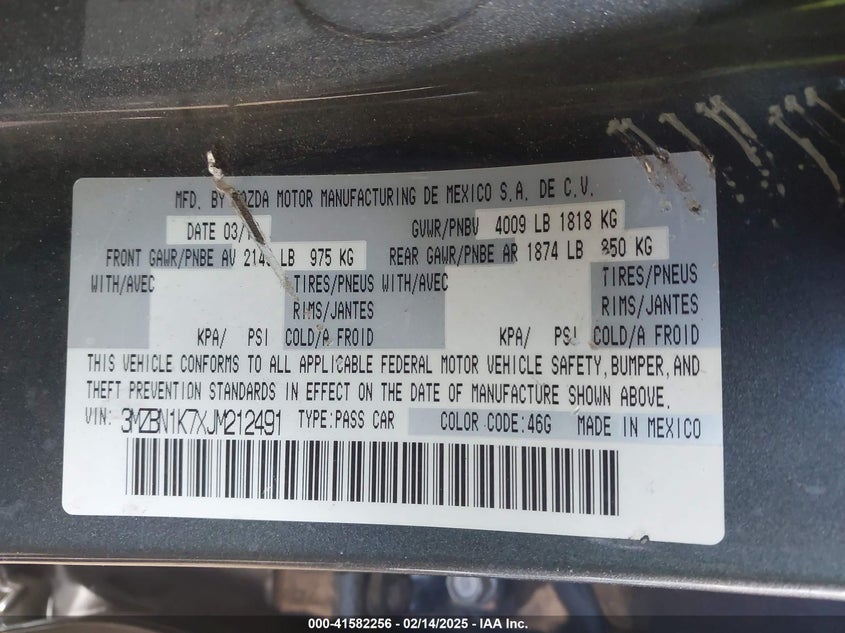 MFD. BY MAZDA MOTOR MANUFACTURING DE MEXICO S.A. DE C.V.
DATE GVWR/PNBV 4009 LB 1818 KG
FRONT GAWR/PNBE AV LB 975 KG REAR GAWR/PNBE AR 1874 LB 850 KG
WITH/AVEC TIRES/PNEUS WITH/AVEC TIRES/PNEUS
RIMS/JANTES RIMS/JANTES
KPA/ PSI COLD/A FROID KPA/ PSI COLD/A FROID
THIS VEHICLE CONFORMS TO ALL APPLICABLE FEDERAL MOTOR VEHICLE SAFETY, BUMPER, AND
THEFT PREVENTION STANDARDS IN EFFECT ON THE DATE OF MANUFACTURE SHOWN ABOVE.
VIN: 3MZBN1K7XJM212491 TYPE:PASS CAR COLOR CODE:46G MADE IN MEXICO
000-41582256 - 02/14/2025 - IAA Inc.